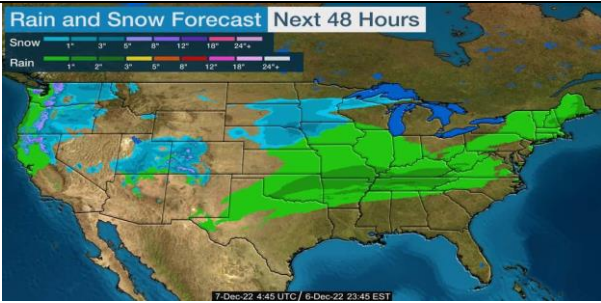 Rain and Snow Forecast Next 48 Hours
Snow 1" 3" 5" 8" 12" 18" 24"+
Rain 1" 2" 3" 5" 8" 12" 18" 24"+
7-Dec-22 4:45 UTC / 6-Dec-22 23:45 EST